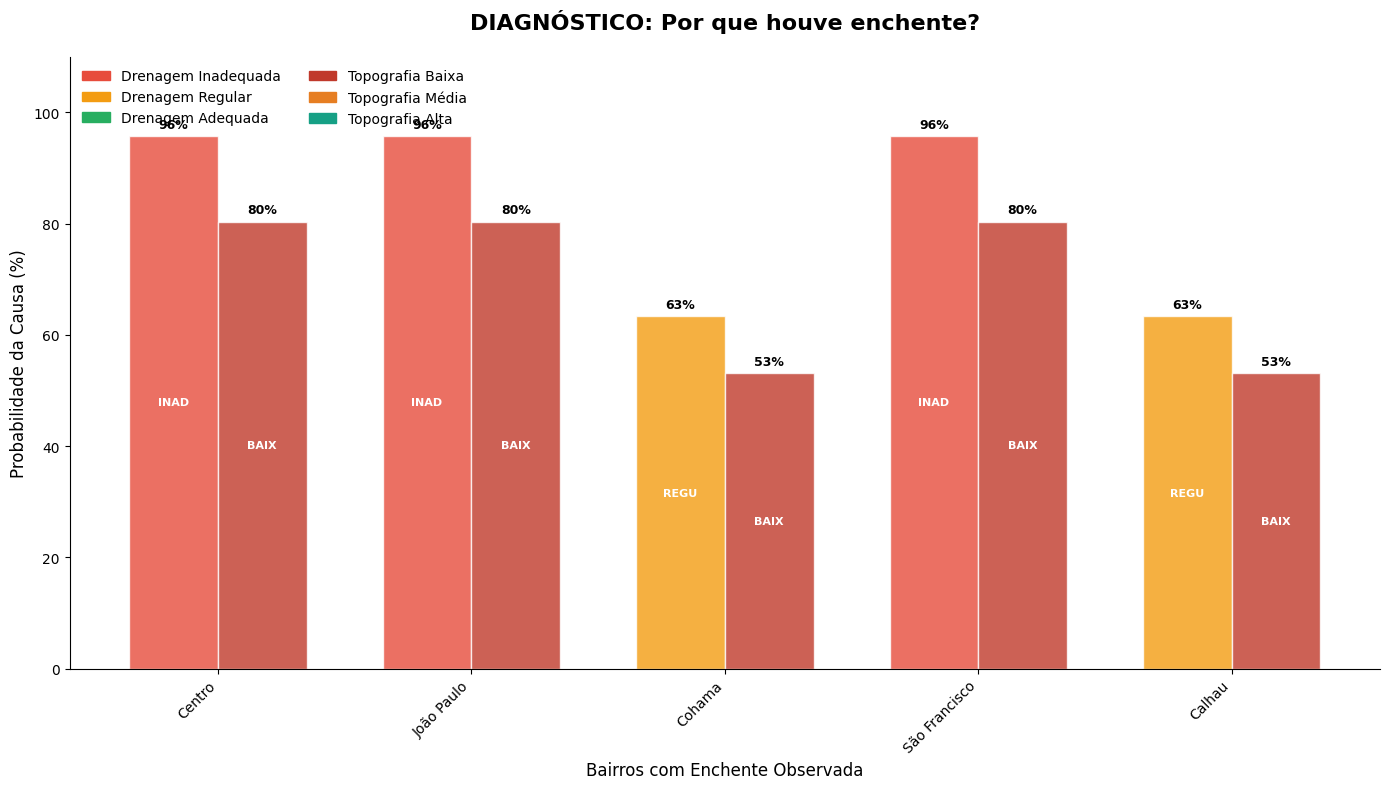 DIAGNÓSTICO: Por que houve enchente?
Drenagem Inadequada
Drenagem Regular
Drenagem Adequada
Topografia Baixa
Topografia Média
Topografia Alta
Probabilidade da Causa (%)
100
80
60
40
20
0
96%
80%
96%
80%
63%
53%
96%
80%
63%
53%
INAD
BAIX
INAD
BAIX
REGU
BAIX
INAD
BAIX
REGU
BAIX
Centro
João Paulo
Cohama
São Francisco
Calhau
Bairros com Enchente Observada